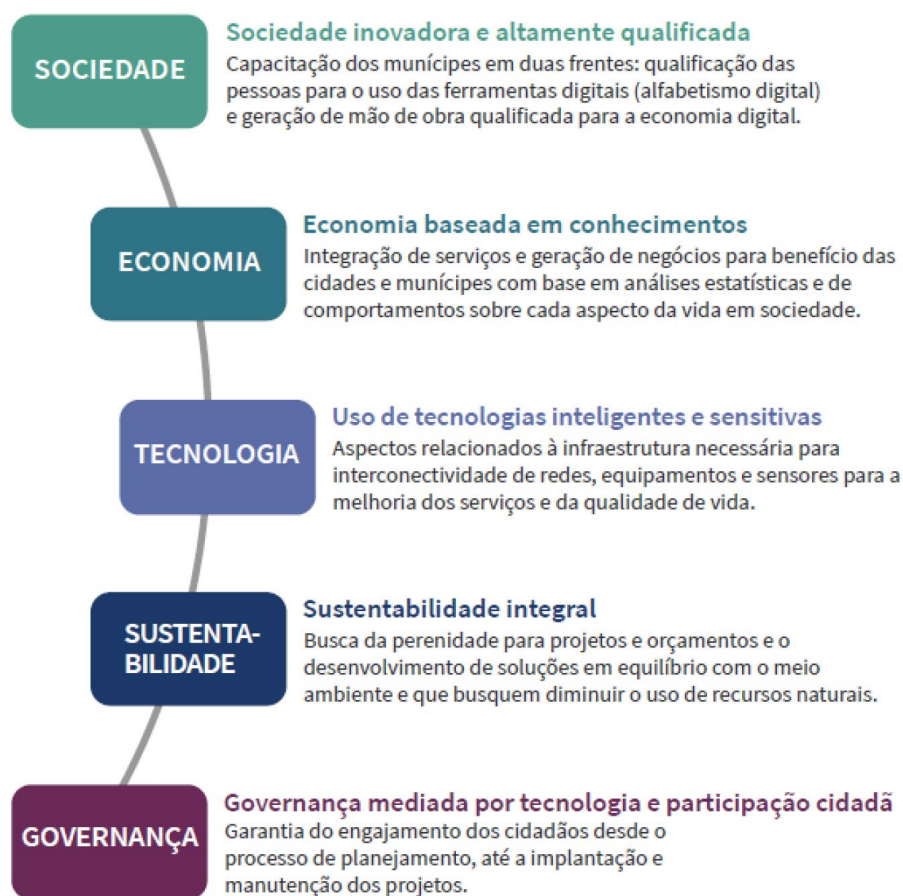 Sociedade inovadora e altamente qualificada
SOCIEDADE
Capacitação dos munícipes em duas frentes: qualificação das
pessoas para o uso das ferramentas digitais (alfabetismo digital)
e geração de mão de obra qualificada para a economia digital.
Economia baseada em conhecimentos
ECONOMIA
Integração de serviços e geração de negócios para benefício das
cidades e munícipes com base em análises estatísticas e de
comportamentos sobre cada aspecto da vida em sociedade.
Uso de tecnologias inteligentes e sensitivas
TECNOLOGIA
Aspectos relacionados à infraestrutura necessária para
interconectividade de redes, equipamentos e sensores para a
melhoria dos serviços e da qualidade de vida.
Sustentabilidade integral
SUSTENTA-
BILIDADE
Busca da perenidade para projetos e orçamentos e o
desenvolvimento de soluções em equilíbrio com o meio
ambiente e que busquem diminuir o uso de recursos naturais.
Governança mediada por tecnologia e participação cidadã
GOVERNANÇA
Garantia do engajamento dos cidadãos desde o
processo de planejamento, até a implantação e
manutenção dos projetos.